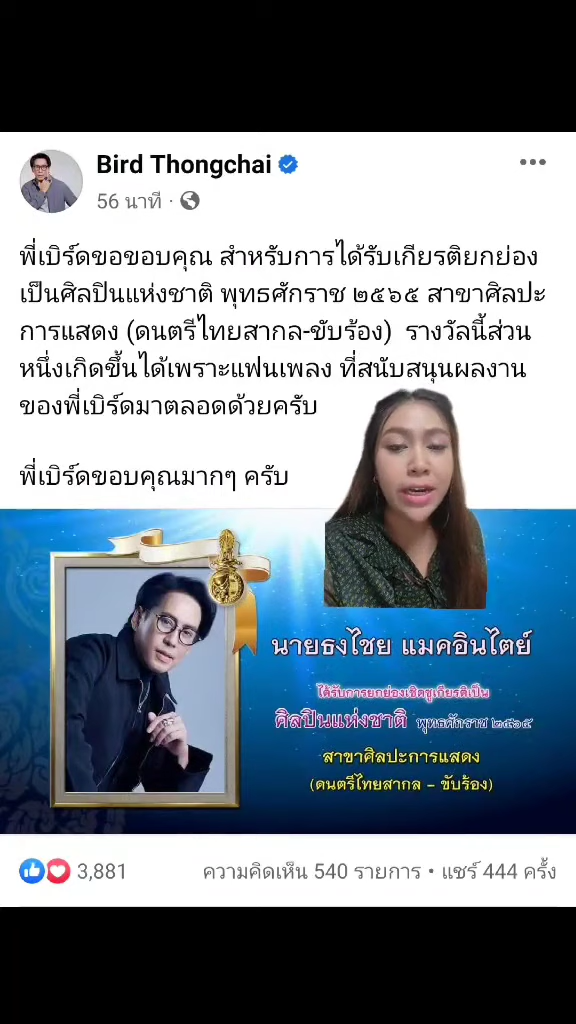 Bird Thongchai
56 นาที ·
พี่เบิร์ดขอขอบคุณ สำหรับการได้รับเกียรติยกย่อง
เป็นศิลปินแห่งชาติ พุทธศักราช ๒๕๖๕ สาขาศิลปะ
การแสดง (ดนตรีไทยสากล-ขับร้อง) รางวัลนี้ส่วน
หนึ่งเกิดขึ้นได้เพราะแฟนเพลง ที่สนับสนุนผลงาน
ของพี่เบิร์ดมาตลอดด้วยครับ
พี่เบิร์ดขอบคุณมากๆ ครับ
นายธงไชย แมคอินไตย์
ได้รับการยกย่องเชิดชูเกียรติเป็น
ศิลปินแห่งชาติ พุทธศักราช ๒๕๖๕
สาขาศิลปะการแสดง
(ดนตรีไทยสากล - ขับร้อง)
3,881
ความคิดเห็น 540 รายการ • แชร์ 444 ครั้ง